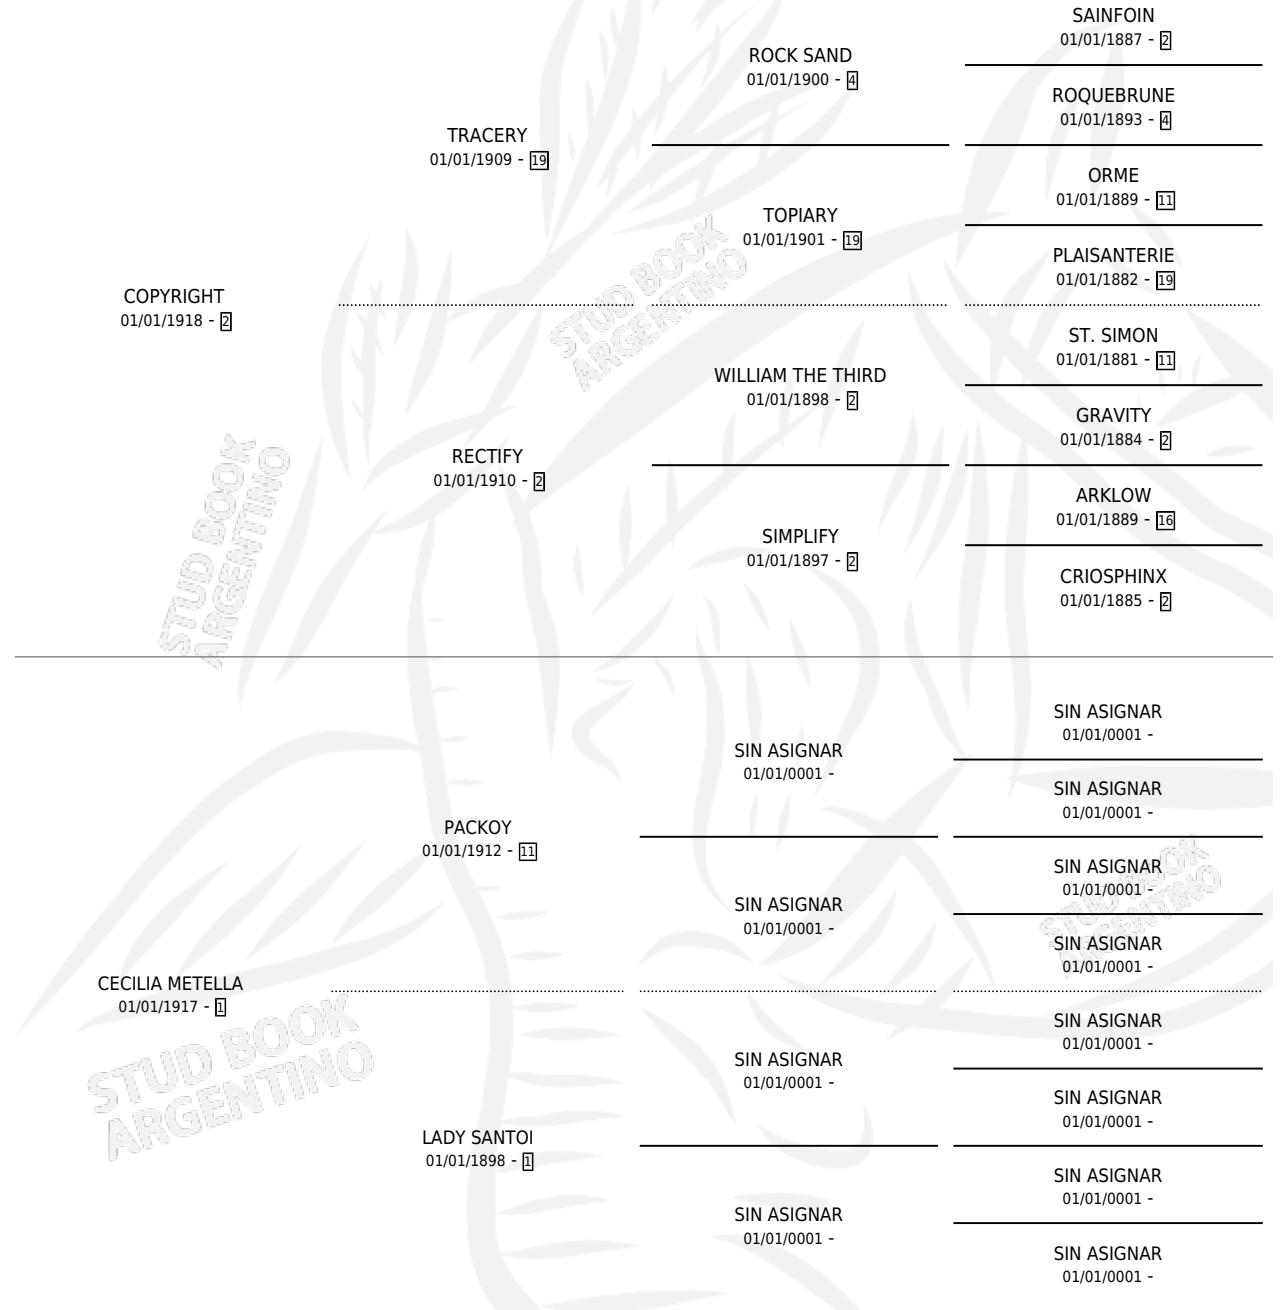 SAINFOIN
01/01/1887 - 2
ROCK SAND
01/01/1900 - 4
ROQUEBRUNE
01/01/1893 - 4
TRACERY
01/01/1909 - 19
ORME
01/01/1889 - 11
TOPIARY
01/01/1901 - 19
PLAISANTERIE
01/01/1882 - 19
COPYRIGHT
01/01/1918 - 2
ST. SIMON
01/01/1881 - 11
WILLIAM THE THIRD
01/01/1898 - 2
GRAVITY
01/01/1884 - 2
RECTIFY
01/01/1910 - 2
ARKLOW
01/01/1889 - 16
SIMPLIFY
01/01/1897 - 2
CRIOSPHINX
01/01/1885 - 2
STUD BOOK
ARGENTINO
STUD BOOK
ARGENTINO
SIN ASIGNAR
01/01/0001 -
SIN ASIGNAR
01/01/0001 -
SIN ASIGNAR
01/01/0001 -
PACKOY
01/01/1912 - 11
SIN ASIGNAR
01/01/0001 -
SIN ASIGNAR
01/01/0001 -
SIN ASIGNAR
01/01/0001 -
STUD BOOK
ARGENTINO
CECILIA METELLA
01/01/1917 - 1
SIN ASIGNAR
01/01/0001 -
SIN ASIGNAR
01/01/0001 -
SIN ASIGNAR
01/01/0001 -
STUD BOOK
ARGENTINO
LADY SANTOI
01/01/1898 - 1
SIN ASIGNAR
01/01/0001 -
SIN ASIGNAR
01/01/0001 -
SIN ASIGNAR
01/01/0001 -